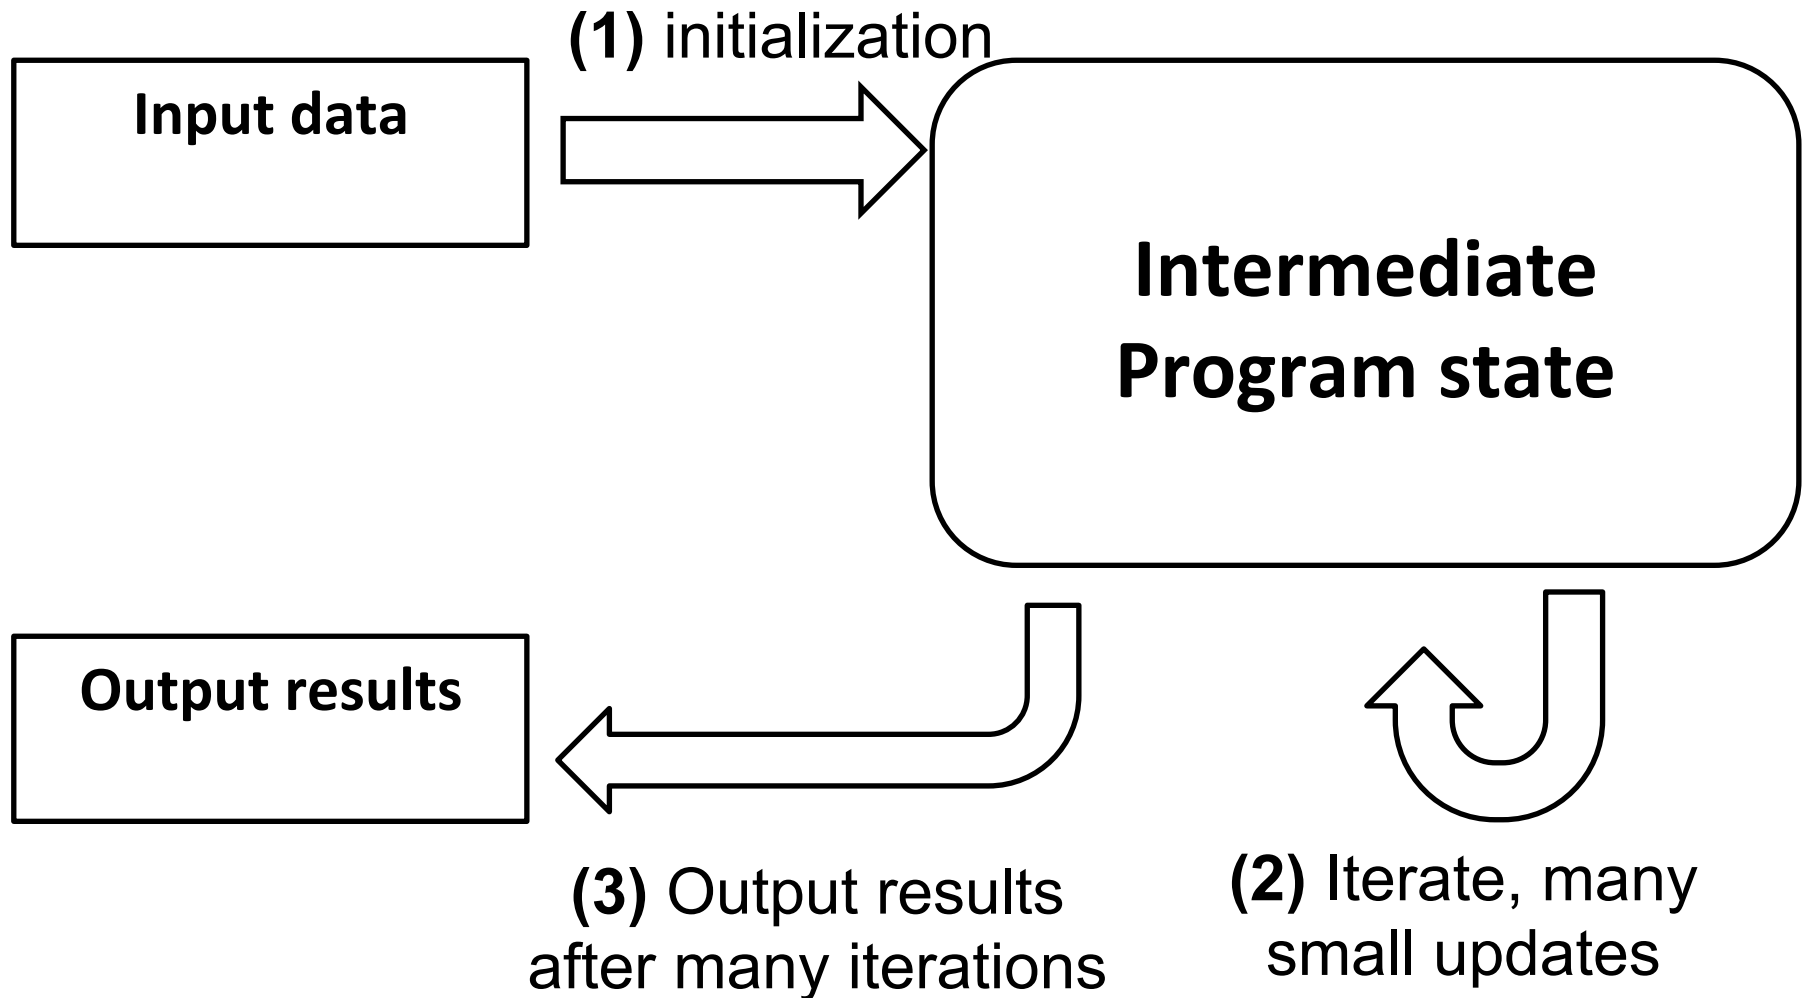 (1) initialization
Input data
Intermediate
Program state
Output results
(3) Output results
after many iterations
(2) Iterate, many
small updates